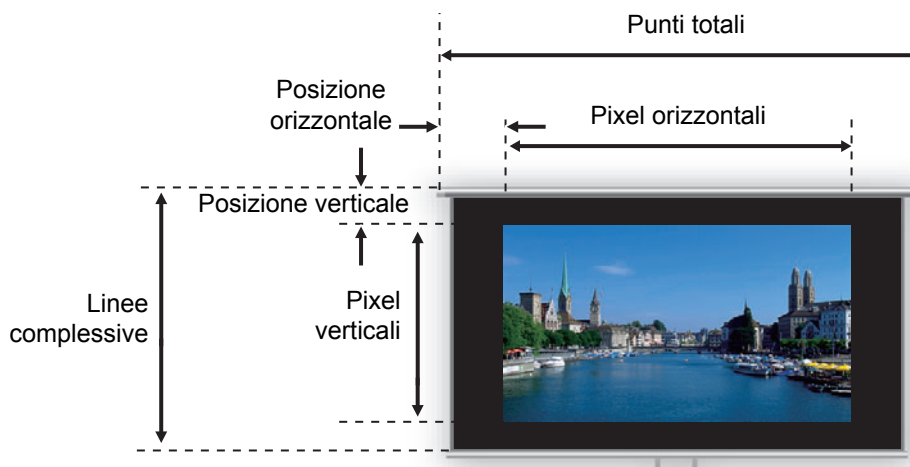 Punti totali
Posizione
orizzontale
Pixel orizzontali
Posizione verticale
Linee
complessive
Pixel
verticali